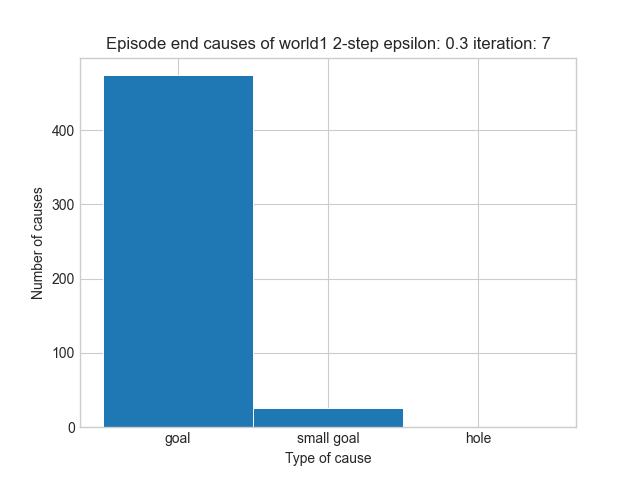 Episode end causes of world1 2-step epsilon: 0.3 iteration: 7
Number of causes
400
300
200
100
0
goal small goal hole
Type of cause